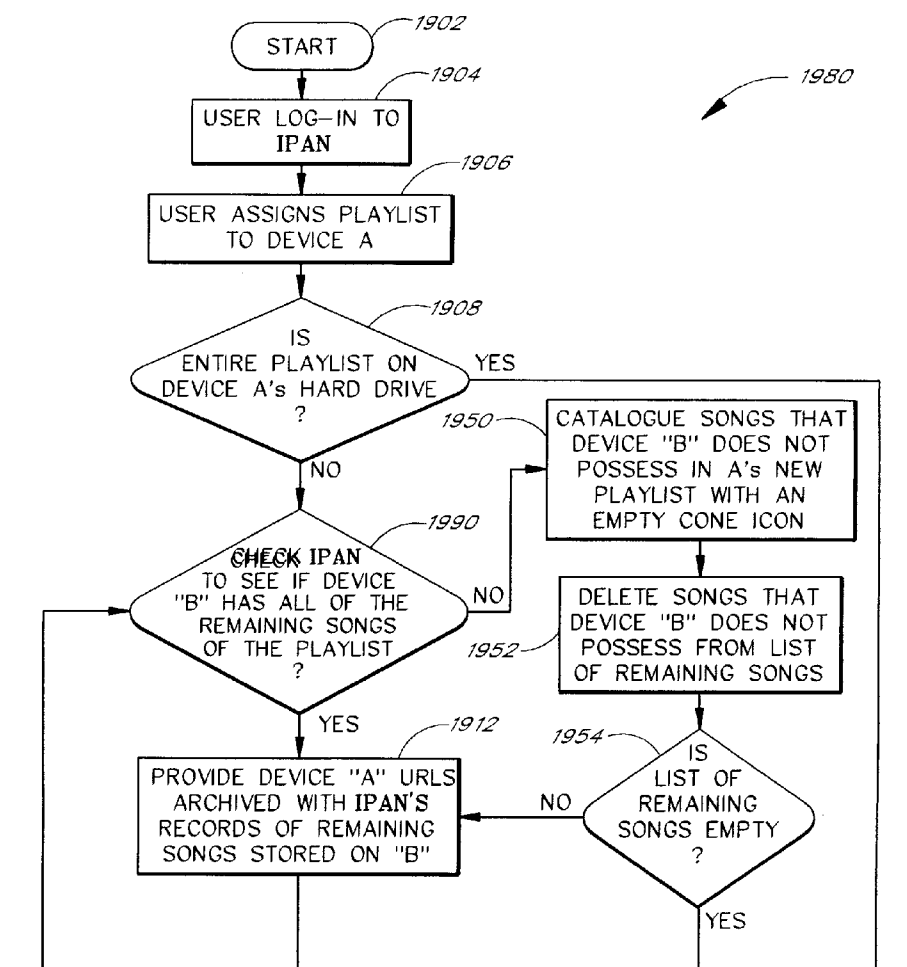 1902
START
1904
1980
USER LOG-IN TO
IPAN
1906
USER ASSIGNS PLAYLIST
TO DEVICE A
1908
IS
ENTIRE PLAYLIST ON
DEVICE A's HARD DRIVE
?
YES
NO
1950
CATALOGUE SONGS THAT
DEVICE "B" DOES NOT
POSSESS IN A's NEW
PLAYLIST WITH AN
EMPTY CONE ICON
1990
CHECK IPAN
TO SEE IF DEVICE
"B" HAS ALL OF THE
REMAINING SONGS
OF THE PLAYLIST
?
NO
YES
1952
DELETE SONGS THAT
DEVICE "B" DOES NOT
POSSESS FROM LIST
OF REMAINING SONGS
1912
PROVIDE DEVICE "A" URLS
ARCHIVED WITH IPAN'S
RECORDS OF REMAINING
SONGS STORED ON "B"
1954
IS
LIST OF
REMAINING
SONGS EMPTY
?
NO
YES